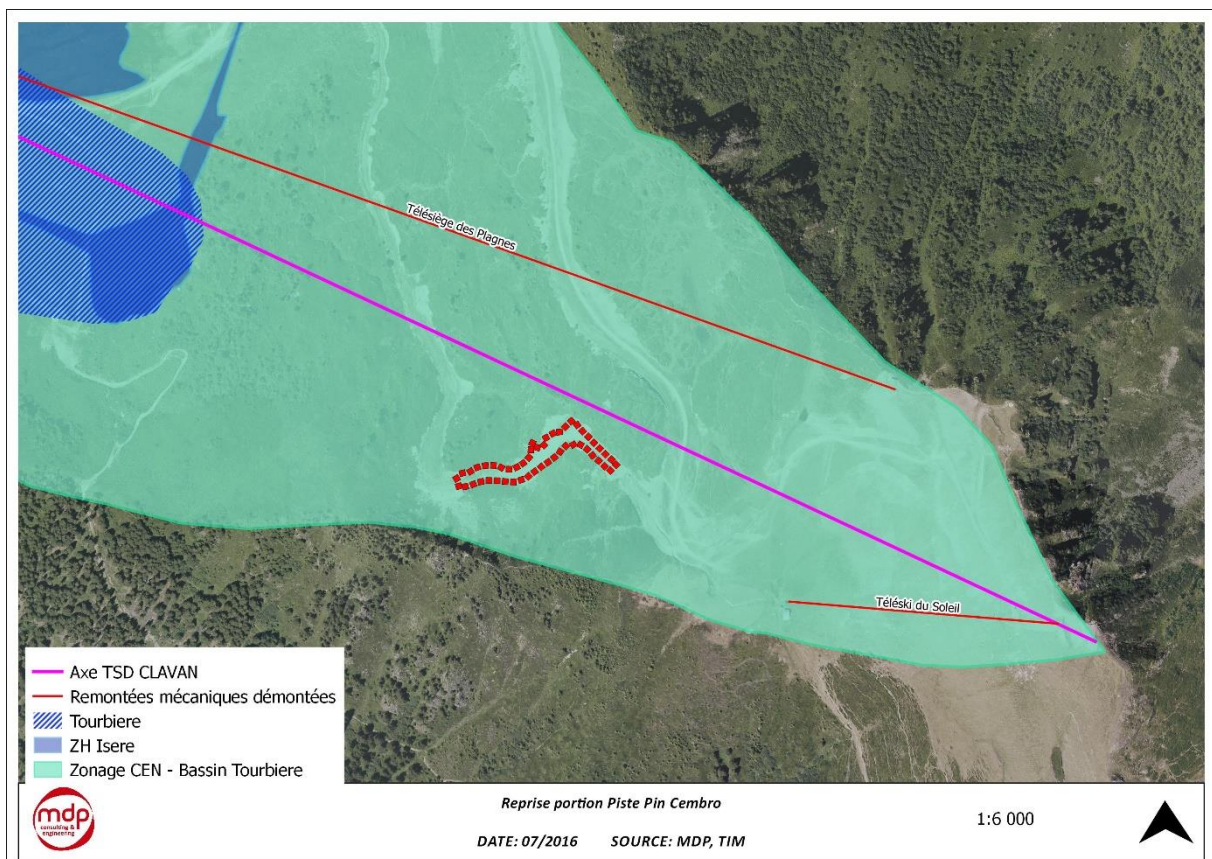 Télésiège des Plagnes
Téléski du Soleil
Axe TSD CLAVAN
Remontées mécaniques démontées
Tourbiere
ZH Isere
Zonage CEN - Bassin Tourbiere
mdp
consulting &
engineering
Reprise portion Piste Pin Cembro
DATE: 07/2016 SOURCE: MDP, TIM
1:6 000